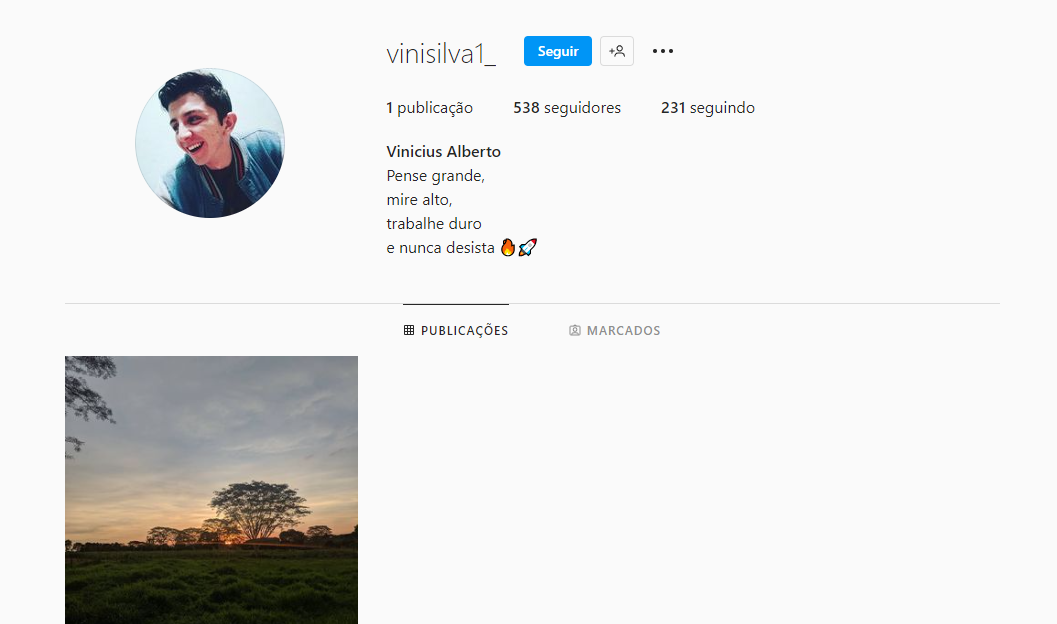 vinisilva1_ Seguir
1 publicação 538 seguidores 231 seguindo
Vinicius Alberto
Pense grande,
mire alto,
trabalhe duro
e nunca desista 🔥🚀
PUBLICAÇÕES MARCADOS